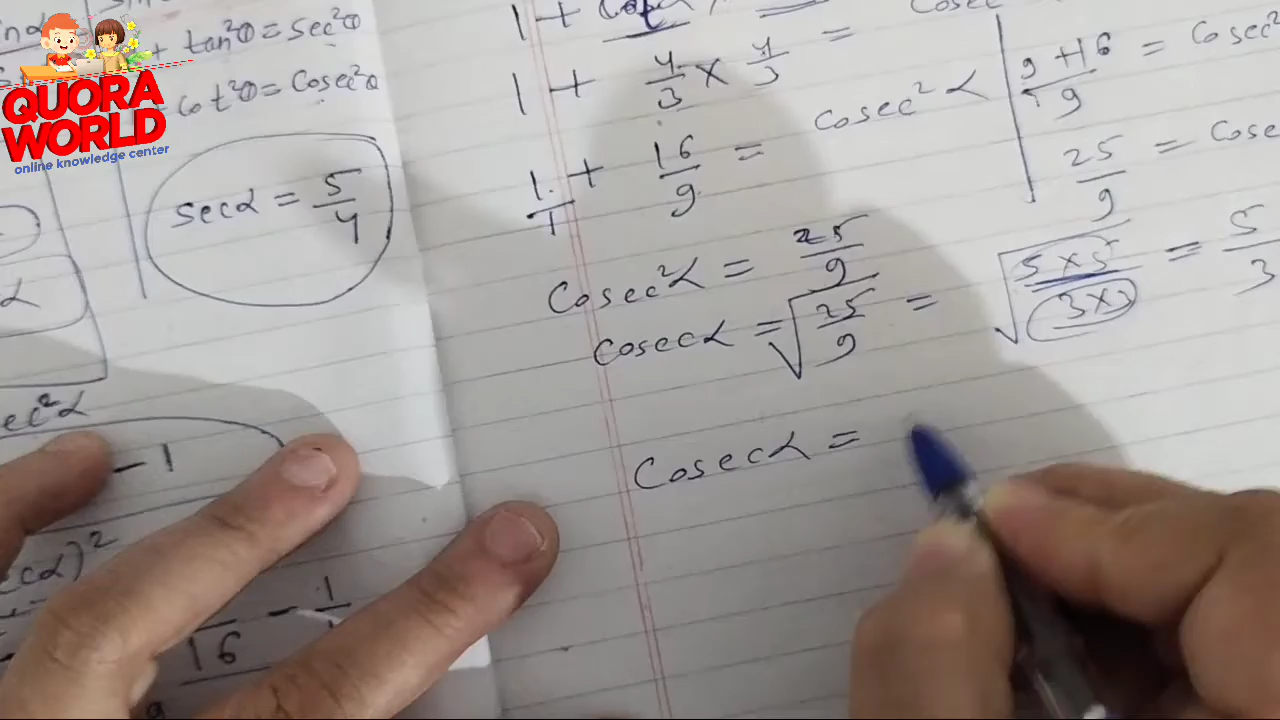 tan²θ = sec²θ
cot²θ = Cosec²θ
QUORA
WORLD
online knowledge center
secα = 5/4
- 1
α)²
16 - 1
1 + 
1 + 4/3 × 4/3 =
1/1 + 16/9 = Cosec²α
Cosec²α = 25/9
Cosecα = √25/9 = √5×5/3×3 = 5/3
Cosecα =
9+16/9 = Cosec²
25/9 =